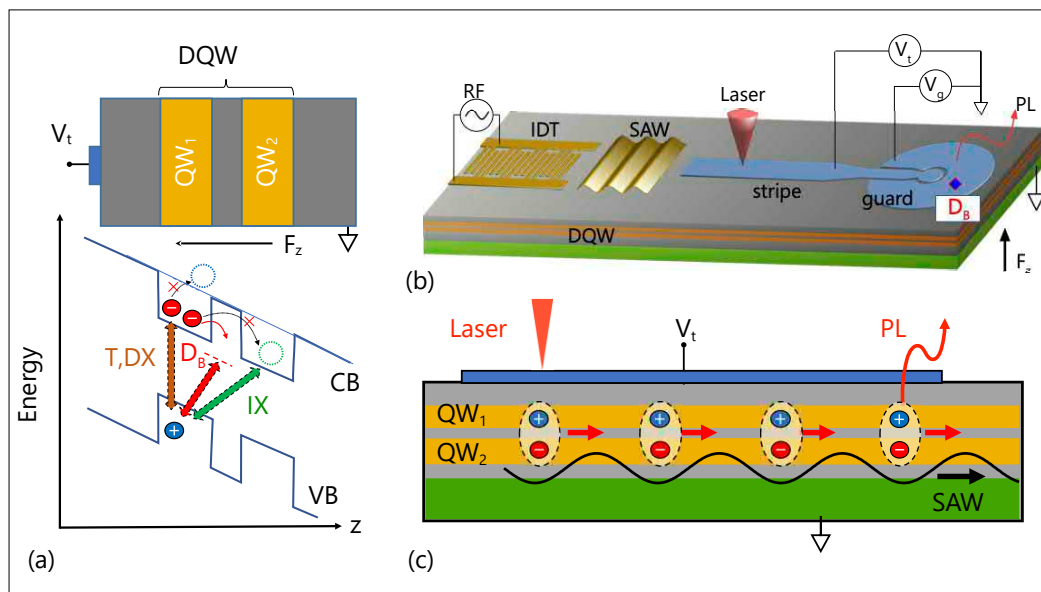 DQW
V_t
QW_1
QW_2
F_z
Energy
T,DX
D_B
IX
CB
VB
z
(a)
V_t
V_g
PL
RF
Laser
IDT
SAW
stripe
guard
D_B
DQW
F_z
(b)
Laser
V_t
PL
QW_1
+
+
+
+
QW_2
−
−
−
−
SAW
(c)